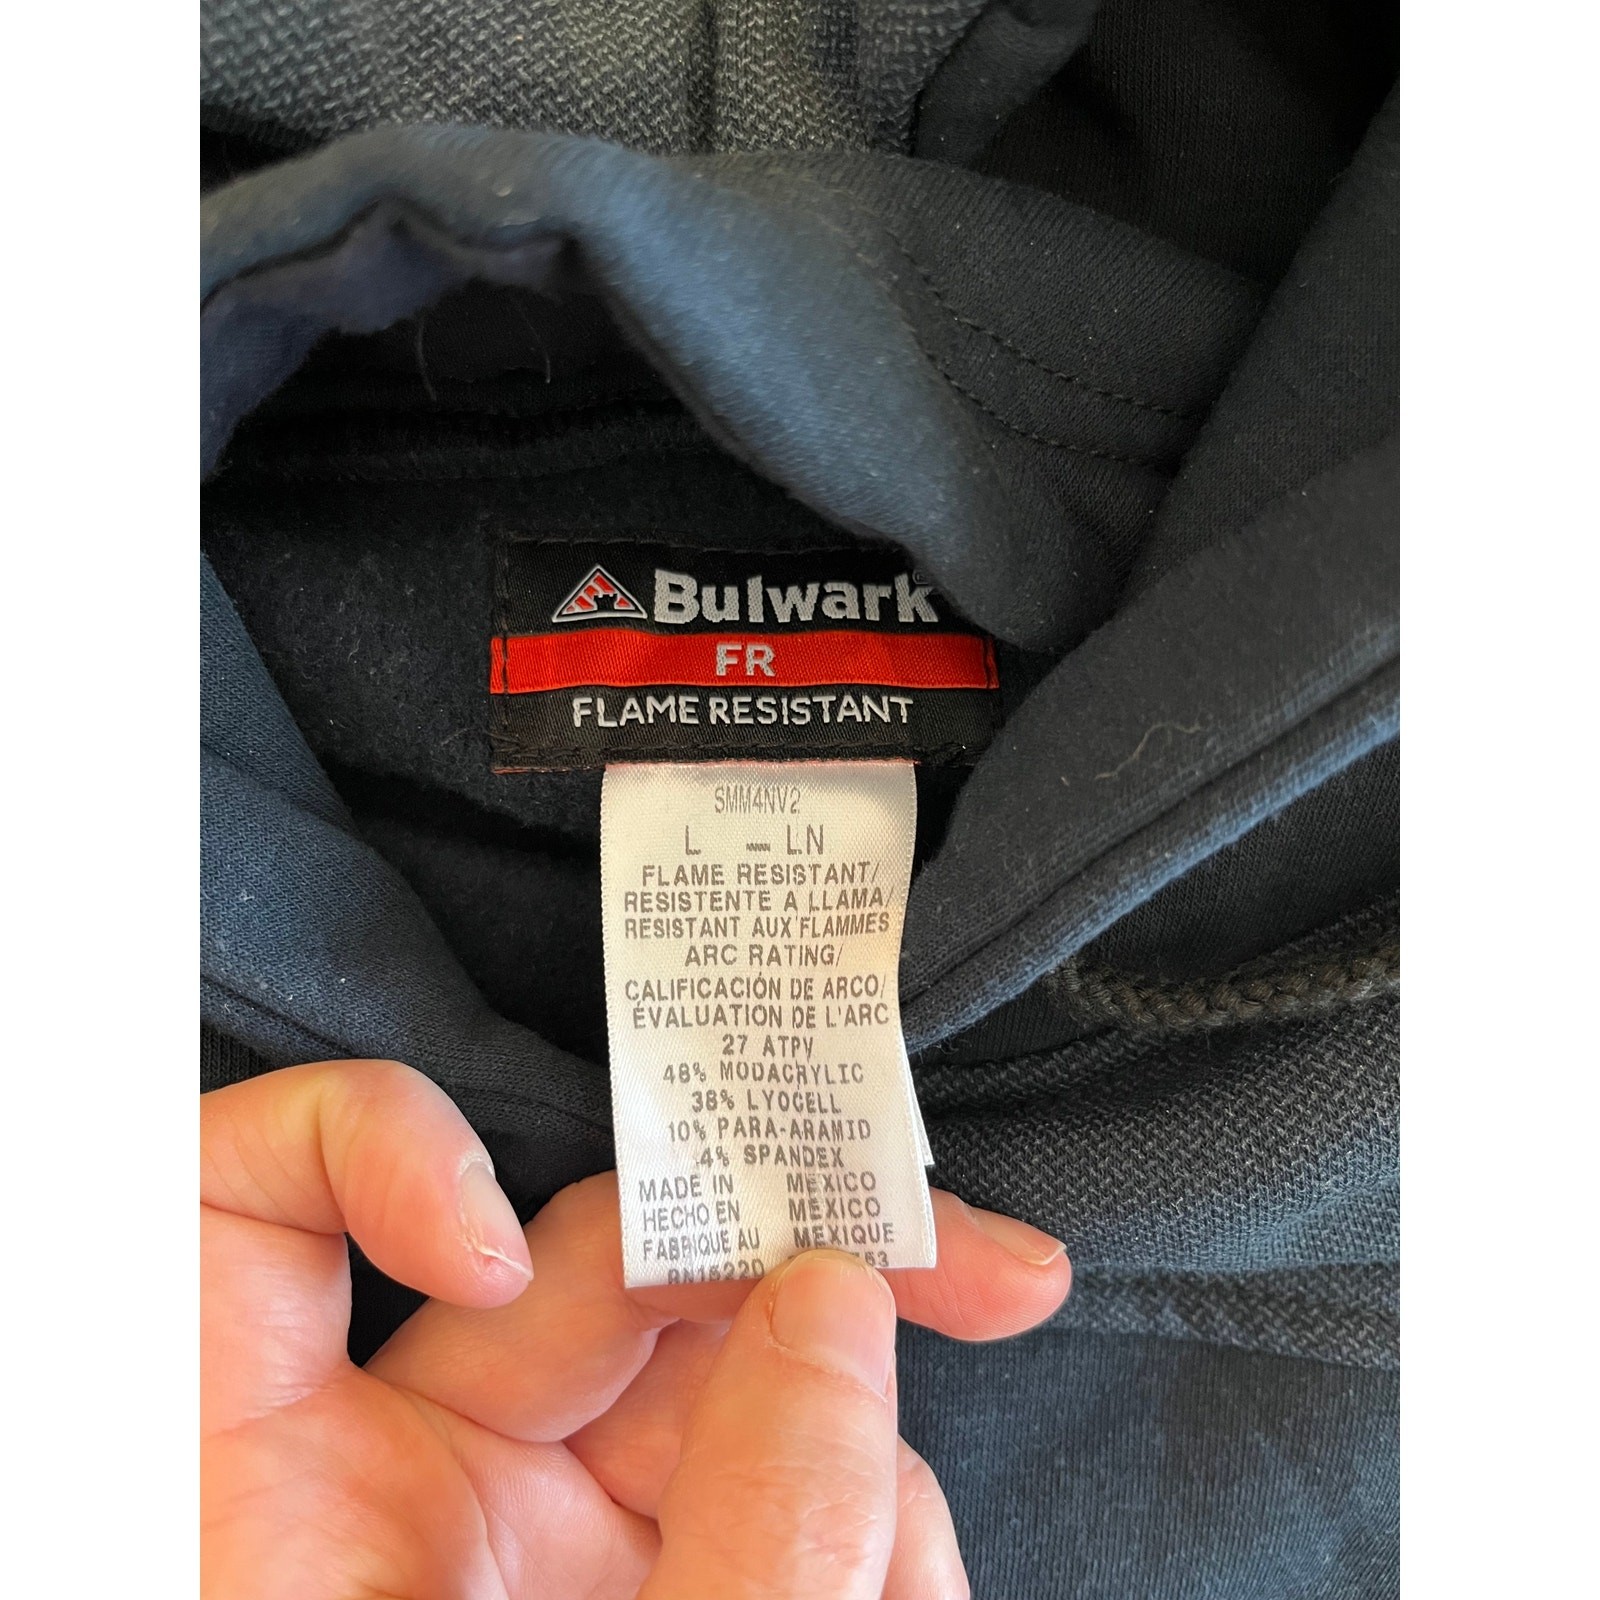 Bulwark®
FR
FLAME RESISTANT
SMM4NV2
L — LN
FLAME RESISTANT/
RESISTENTE A LLAMA/
RESISTANT AUX FLAMMES
ARC RATING/
CALIFICACIÓN DE ARCO/
ÉVALUATION DE L'ARC
27 ATPV
48% MODACRYLIC
38% LYOCELL
10% PARA-ARAMID
4% SPANDEX
MADE IN MEXICO
HECHO EN MÉXICO
FABRIQUE AU MEXIQUE